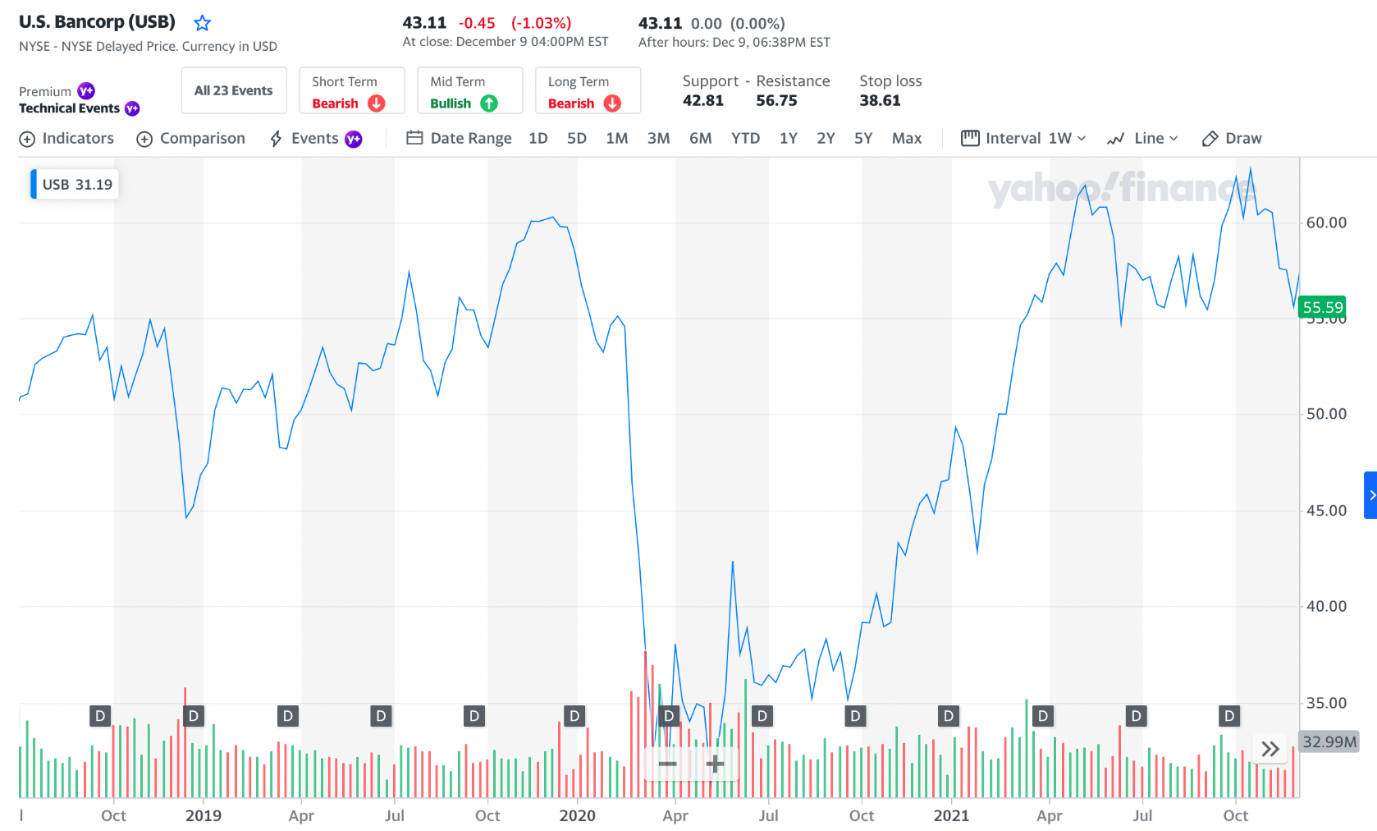 U.S. Bancorp (USB)
43.11 -0.45 (-1.03%) 43.11 0.00 (0.00%)
NYSE - NYSE Delayed Price. Currency in USD At close: December 9 04:00PM EST After hours: Dec 9, 06:38PM EST
Premium Y+
Technical Events Y+
All 23 Events
Short Term
Bearish
Mid Term
Bullish
Long Term
Bearish
Support - Resistance
42.81 56.75
Stop loss
38.61
Indicators Comparison Events Y+ Date Range 1D 5D 1M 3M 6M YTD 1Y 2Y 5Y Max Interval 1W Line Draw
USB 31.19
yahoo!finance
60.00
55.59
55.00
50.00
45.00
40.00
35.00
D D D D D D D D D D D D D
32.99M
Oct 2019 Apr Jul Oct 2020 Apr Jul Oct 2021 Apr Jul Oct